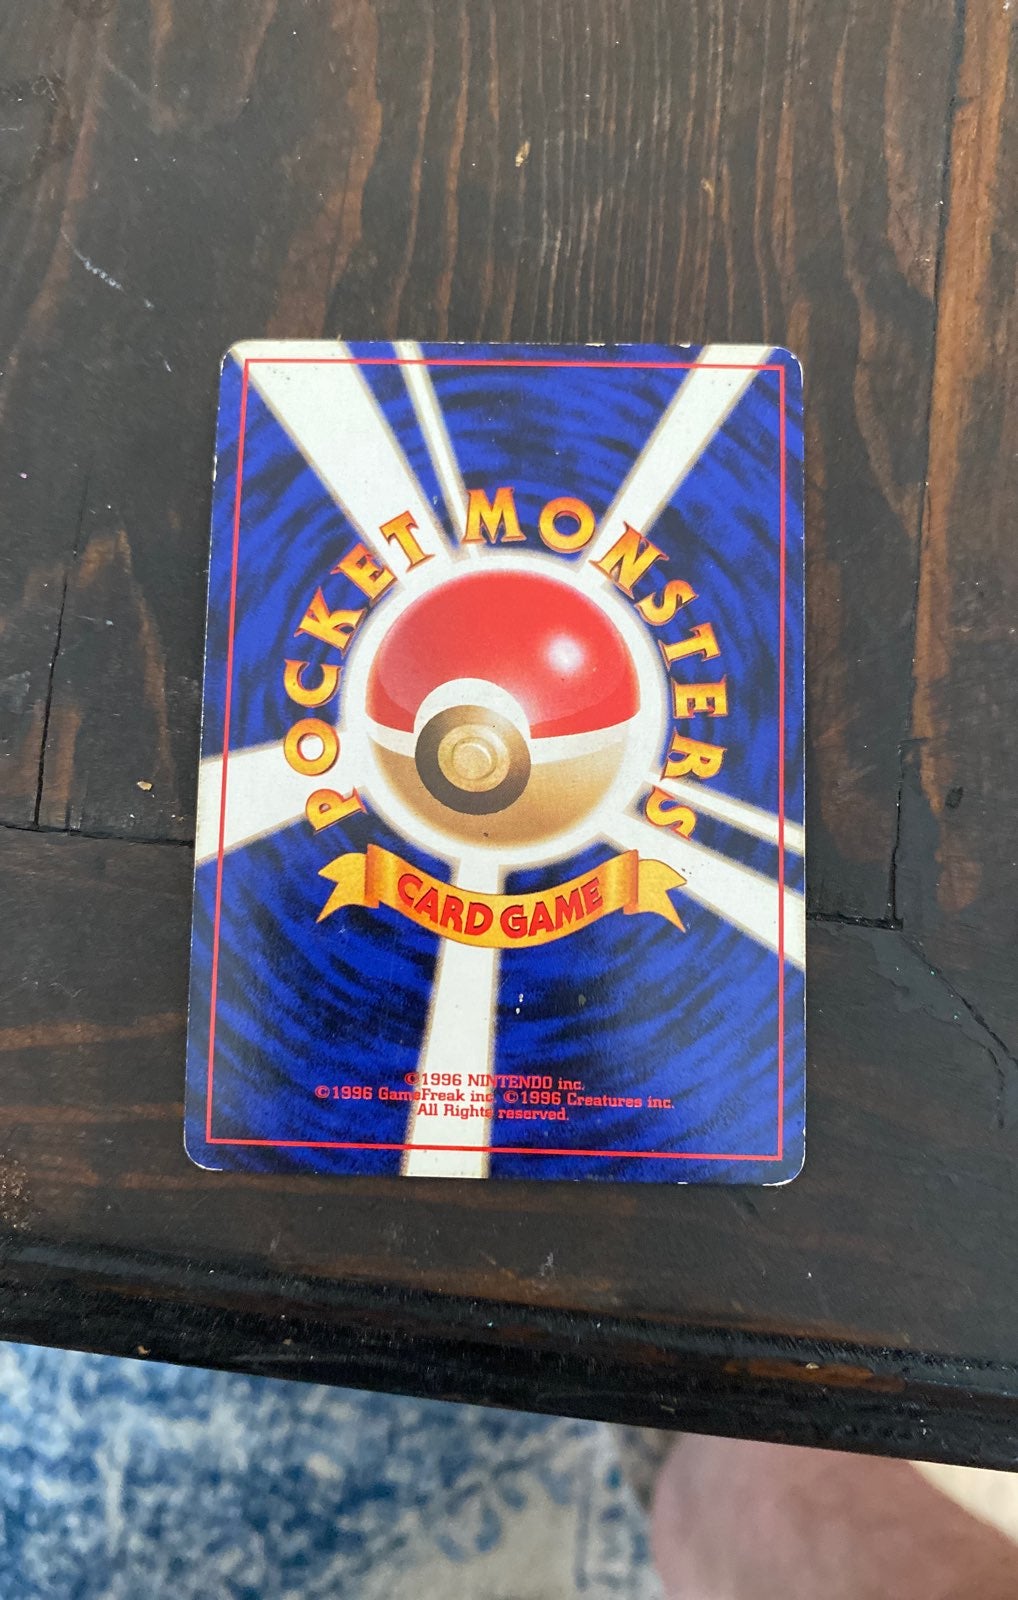 POCKET MONSTERS
CARD GAME
©1996 NINTENDO inc.
©1996 GameFreak inc. ©1996 Creatures inc.
All Rights reserved.